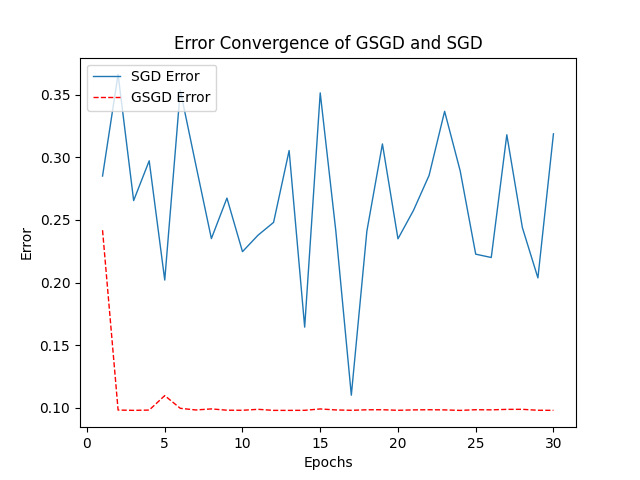 Error Convergence of GSGD and SGD
SGD Error
GSGD Error
0.35
0.30
0.25
0.20
0.15
0.10
Error
0 5 10 15 20 25 30
Epochs